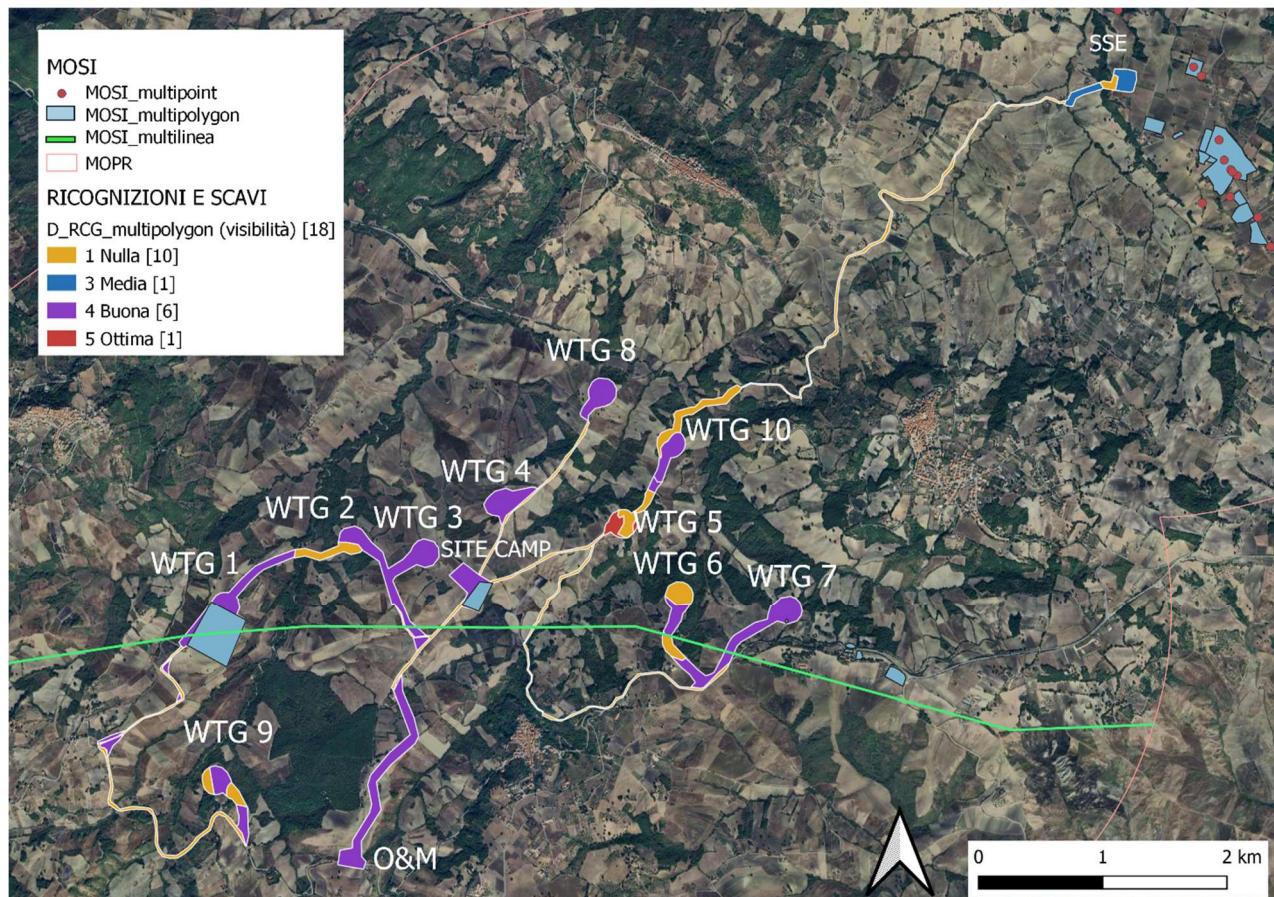 MOSI
MOSI_multipoint
MOSI_multipolygon
MOSI_multilinea
MOPR
RICOGNIZIONI E SCAVI
D_RCG_multipolygon (visibilità) [18]
1 Nulla [10]
3 Media [1]
4 Buona [6]
5 Ottima [1]
SSE
WTG 8
WTG 10
WTG 4
WTG 2
WTG 3
WTG 5
SITE CAMP
WTG 1
WTG 6
WTG 7
WTG 9
O&M
0 1 2 km